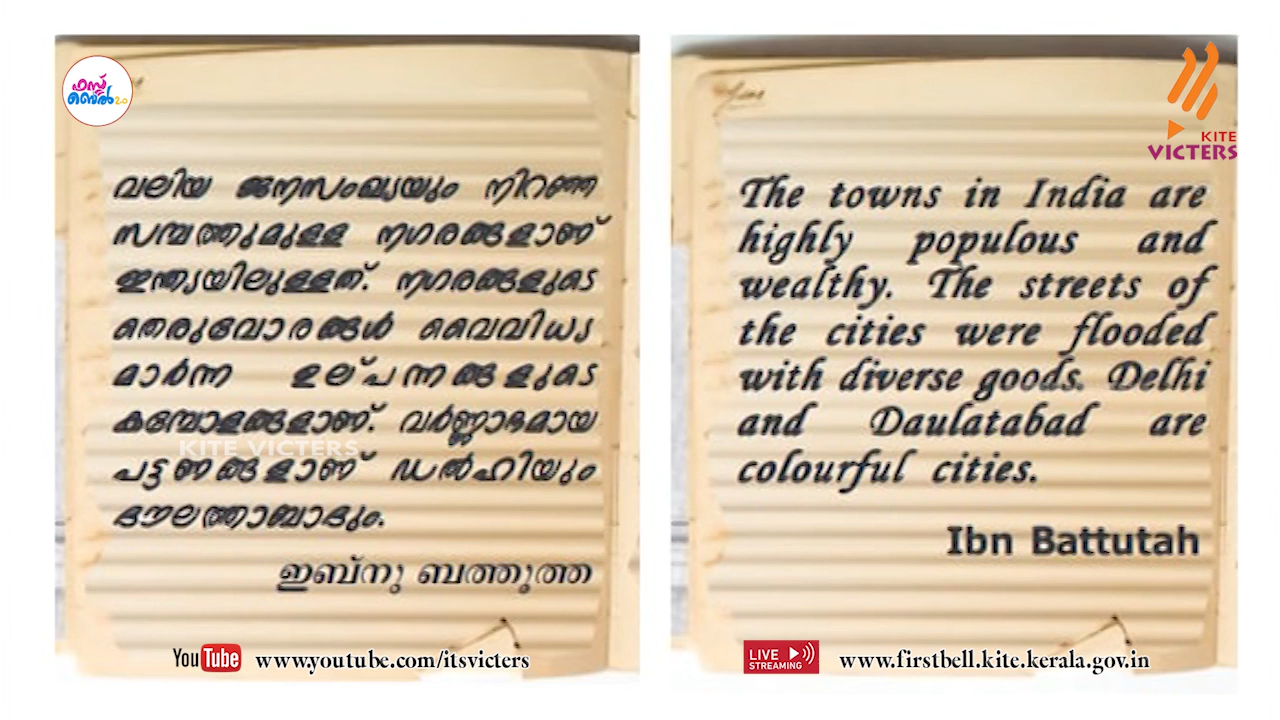 ഫസ്റ്റ്
ബെൽ 2.0
വലിയ ജനസംഖ്യയും നിറഞ്ഞ
സമ്പത്തുമുള്ള നഗരങ്ങളാണ്
ഇന്ത്യയിലുള്ളത്. നഗരങ്ങളുടെ
തെരുവോരങ്ങൾ വൈവിധ്യ
മാർന്ന ഉല്പന്നങ്ങളുടെ
കമ്പോളങ്ങളാണ്. വർണ്ണാഭമായ
പട്ടണങ്ങളാണ് ഡൽഹിയും
ദൗലത്താബാദും.
ഇബ്നു ബത്തൂത്ത
KITE VICTERS
YouTube www.youtube.com/itsvicters
KITE
VICTERS
The towns in India are
highly populous and
wealthy. The streets of
the cities were flooded
with diverse goods. Delhi
and Daulatabad are
colourful cities.
Ibn Battutah
LIVE
STREAMING
www.firstbell.kite.kerala.gov.in